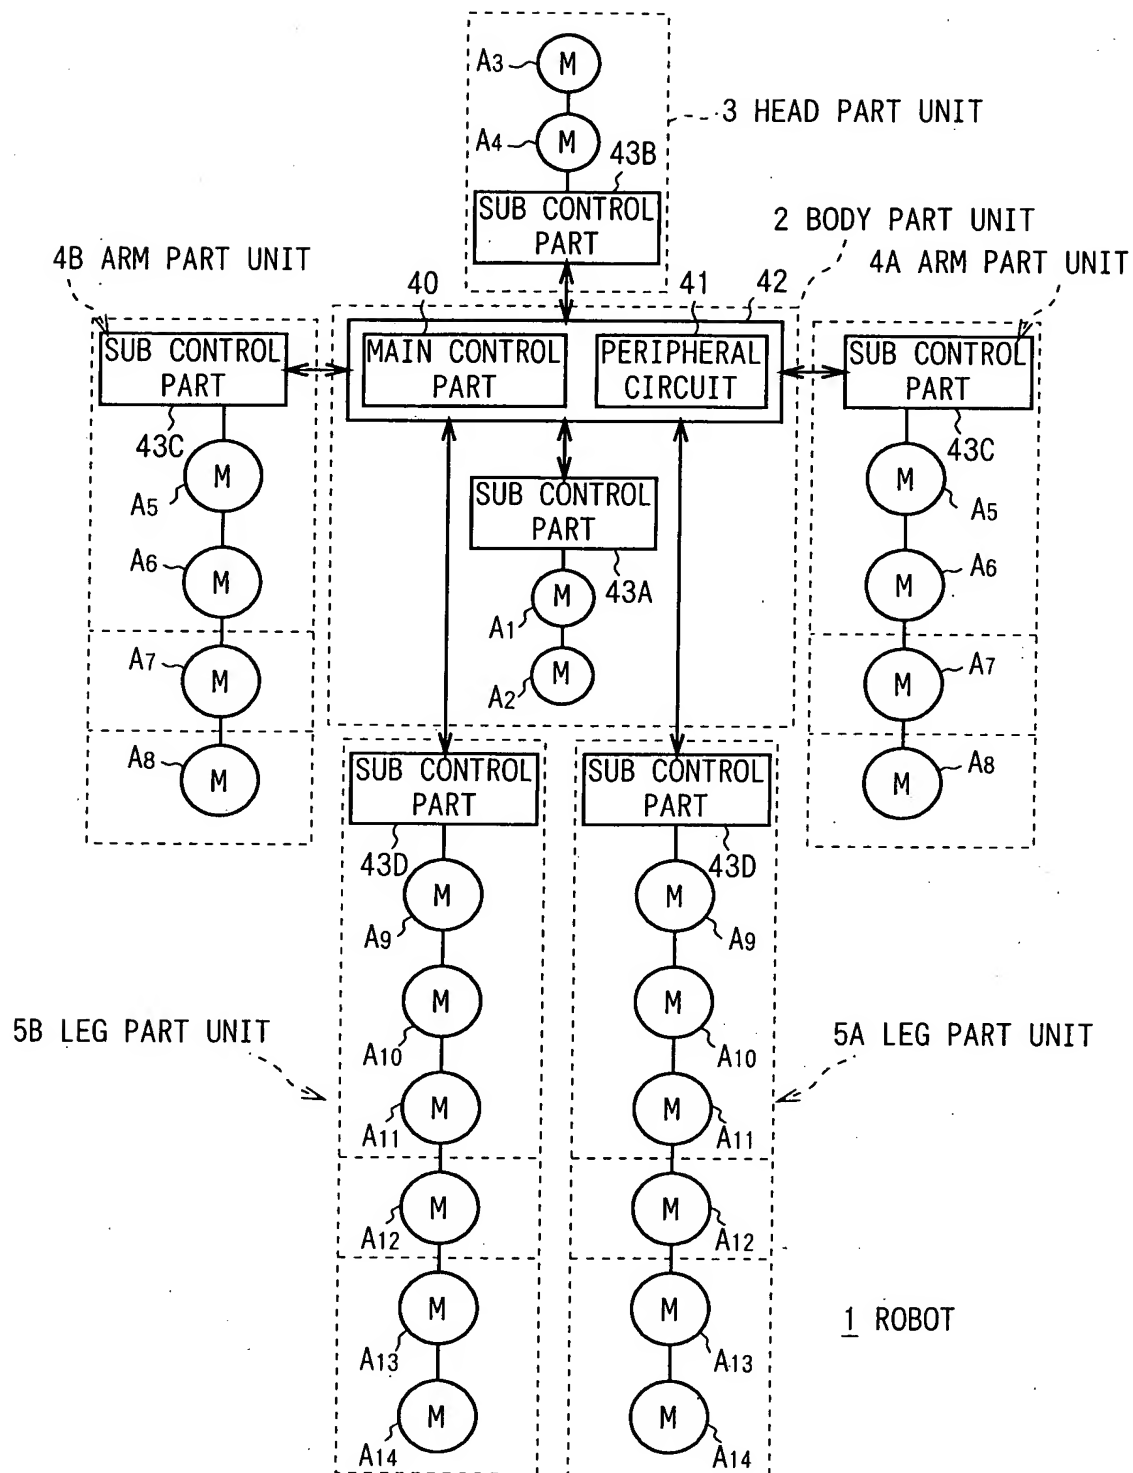 A3
M
A4
M
3 HEAD PART UNIT
43B
SUB CONTROL
PART
2 BODY PART UNIT
4B ARM PART UNIT
4A ARM PART UNIT
40
41
42
SUB CONTROL
PART
MAIN CONTROL
PART
PERIPHERAL
CIRCUIT
SUB CONTROL
PART
43C
43C
M
A5
SUB CONTROL
PART
M
A5
A6
M
43A
A1
M
A6
M
A7
M
A2
M
A7
M
A8
M
SUB CONTROL
PART
SUB CONTROL
PART
A8
M
43D
43D
M
A9
M
A9
M
A10
M
A10
5B LEG PART UNIT
5A LEG PART UNIT
M
A11
M
A11
M
A12
M
A12
M
A13
M
A13
1 ROBOT
M
A14
M
A14